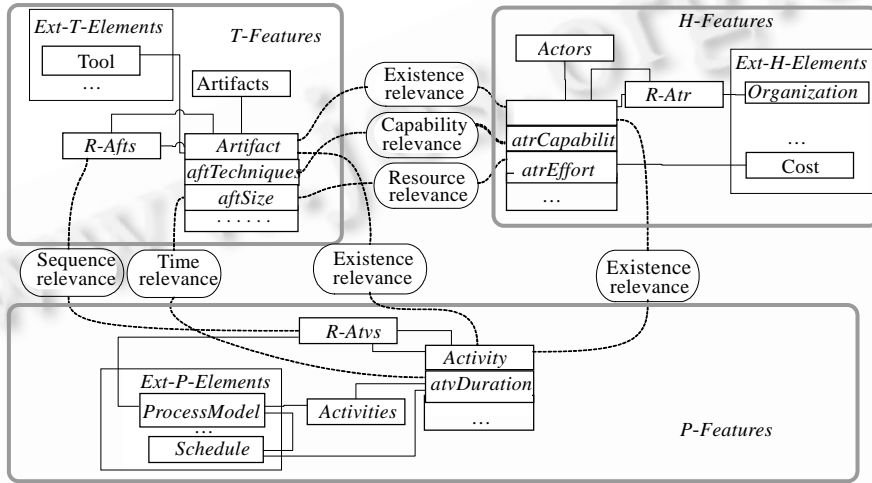 Ext-T-Elements
T-Features
Tool
...
Artifacts
R-Afts
Artifact
aftTechniques
aftSize
......
Existence
relevance
Capability
relevance
Resource
relevance
H-Features
Actors
Ext-H-Elements
R-Atr
Organization
...
Cost
atrCapabilit
atrEffort
...
Sequence
relevance
Time
relevance
Existence
relevance
Existence
relevance
R-Atvs
Activity
atvDuration
...
Ext-P-Elements
ProcessModel
...
Schedule
Activities
P-Features